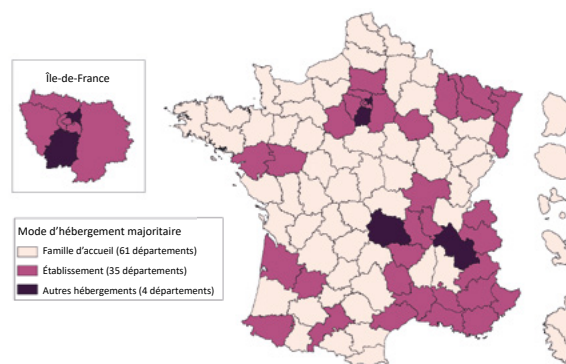 Île-de-France
Mode d’hébergement majoritaire
Famille d’accueil (61 départements)
Établissement (35 départements)
Autres hébergements (4 départements)